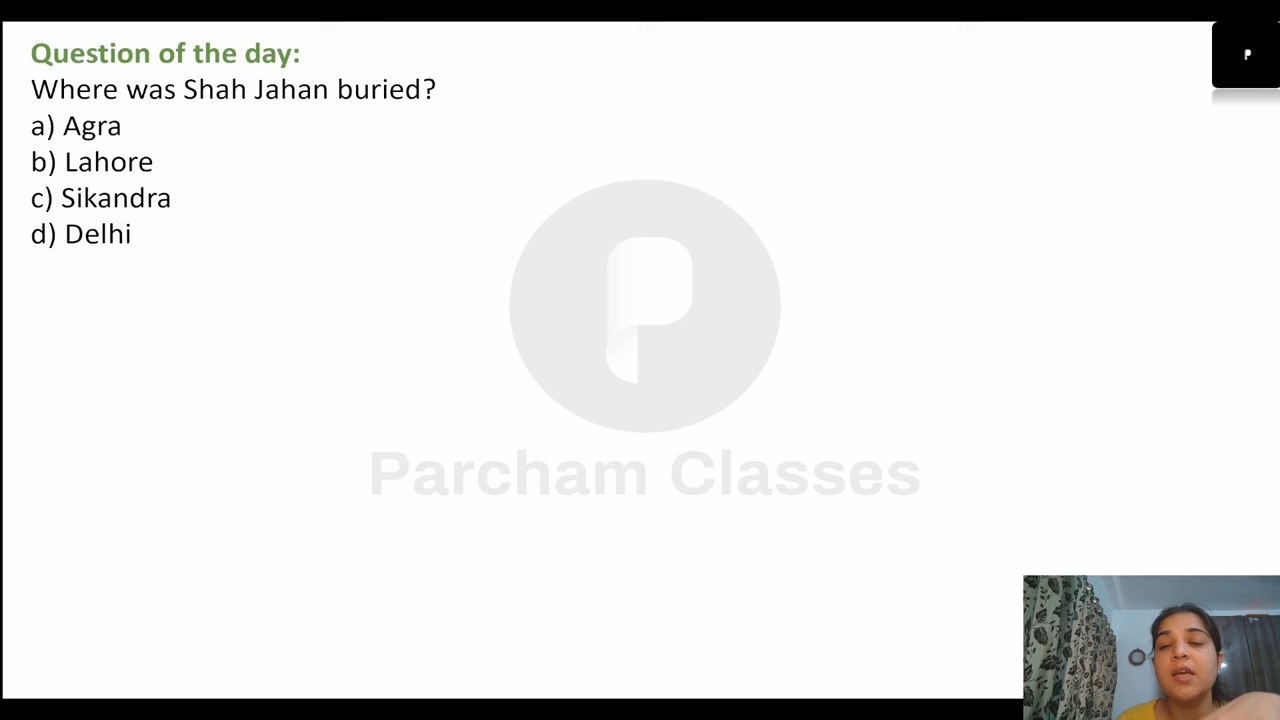 Question of the day:
Where was Shah Jahan buried?
a) Agra
b) Lahore
c) Sikandra
d) Delhi
Parcham Classes